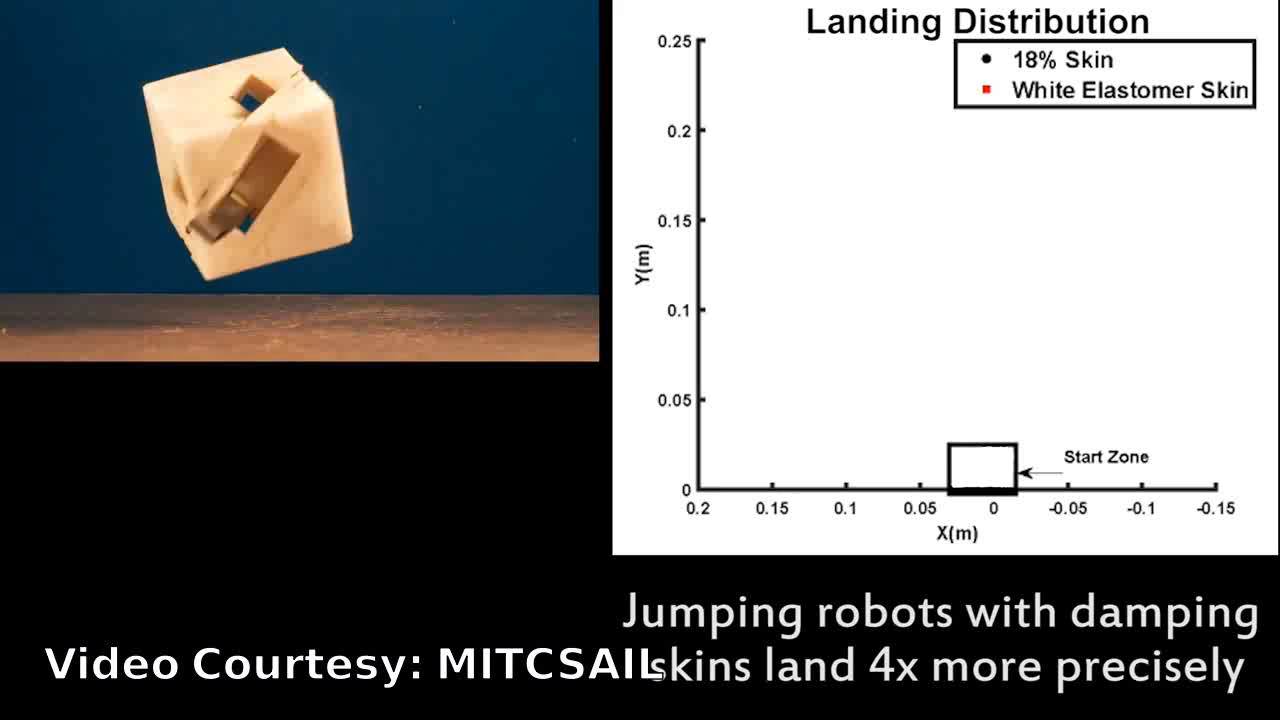 Landing Distribution
18% Skin
White Elastomer Skin
0.25
0.2
0.15
0.1
0.05
0
Y(m)
Start Zone
0.2 0.15 0.1 0.05 0 -0.05 -0.1 -0.15
X(m)
Jumping robots with damping
skins land 4x more precisely
Video Courtesy: MITCSAIL